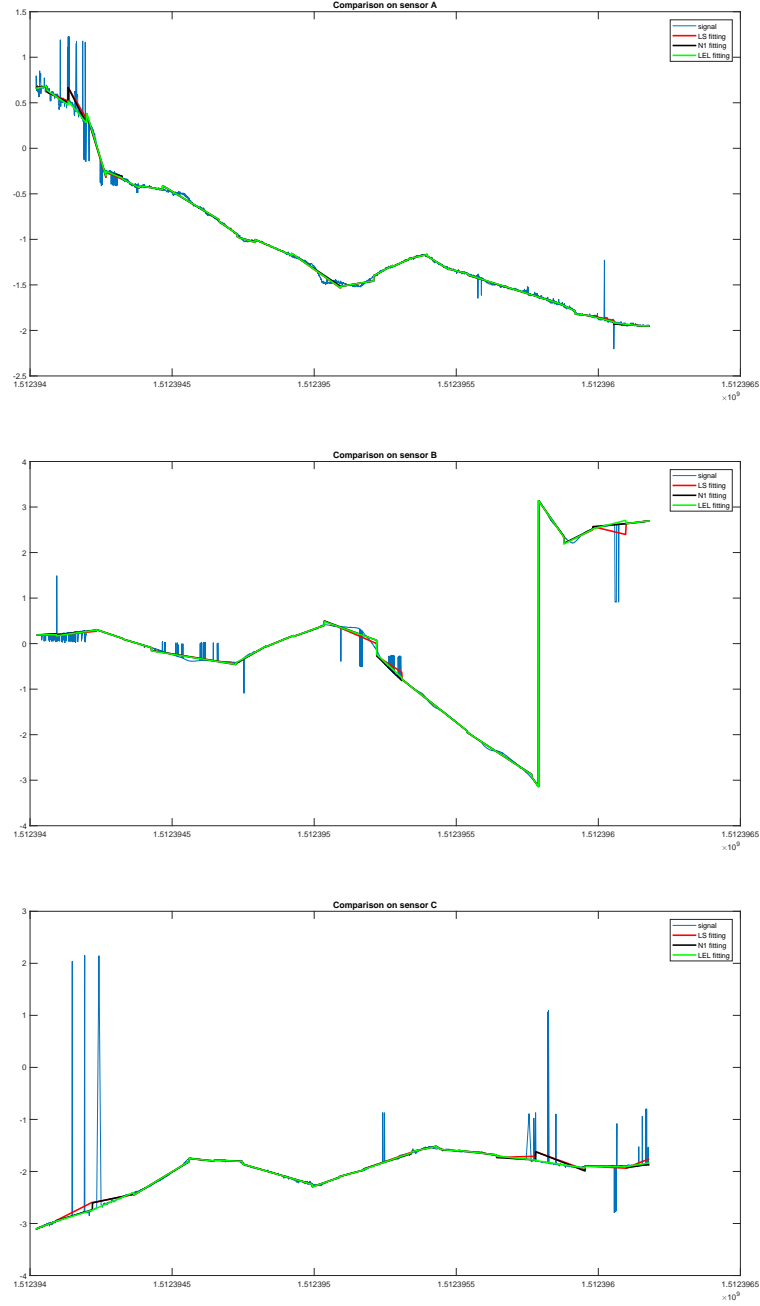 Comparison on sensor A
1.5
1
0.5
0
-0.5
-1
-1.5
-2
-2.5
signal
LS fitting
N1 fitting
LEL fitting
1.512394 1.5123945 1.512395 1.5123955 1.512396 1.5123965
×10⁹
Comparison on sensor B
4
3
2
1
0
-1
-2
-3
-4
signal
LS fitting
N1 fitting
LEL fitting
1.512394 1.5123945 1.512395 1.5123955 1.512396 1.5123965
×10⁹
Comparison on sensor C
3
2
1
0
-1
-2
-3
-4
signal
LS fitting
N1 fitting
LEL fitting
1.512394 1.5123945 1.512395 1.5123955 1.512396 1.5123965
×10⁹